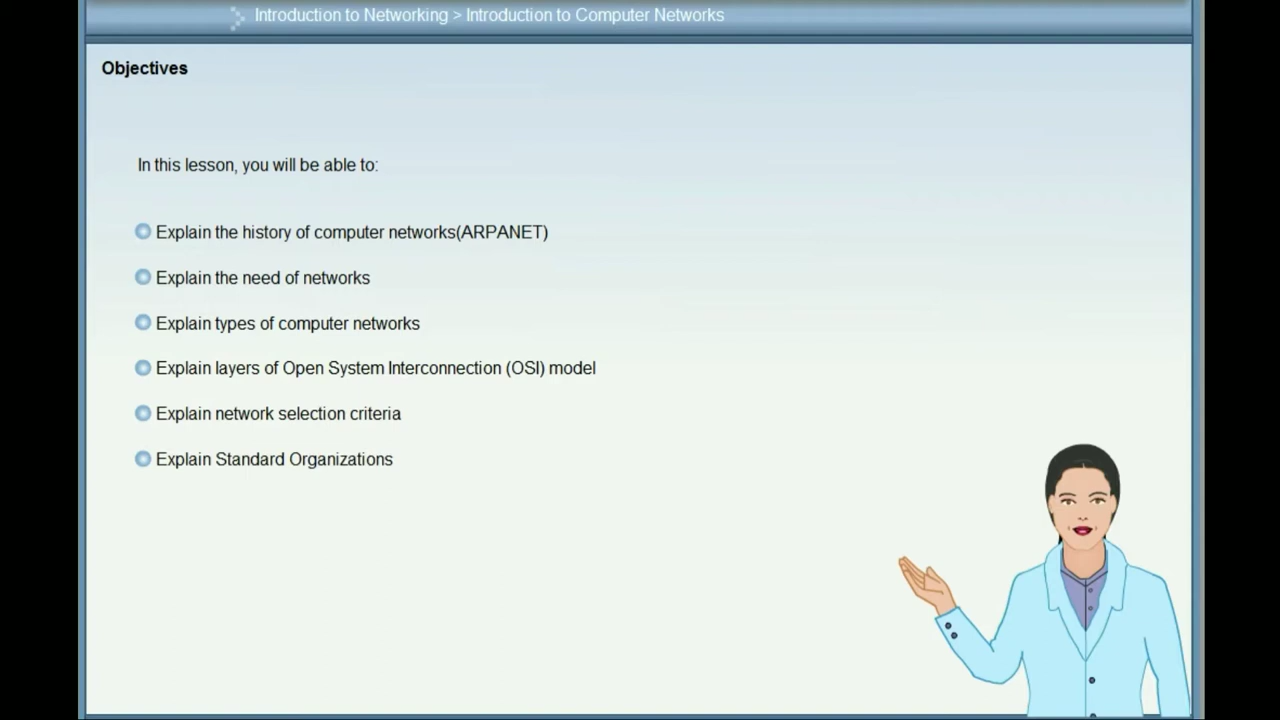 Introduction to Networking > Introduction to Computer Networks
Objectives
In this lesson, you will be able to:
Explain the history of computer networks(ARPANET)
Explain the need of networks
Explain types of computer networks
Explain layers of Open System Interconnection (OSI) model
Explain network selection criteria
Explain Standard Organizations